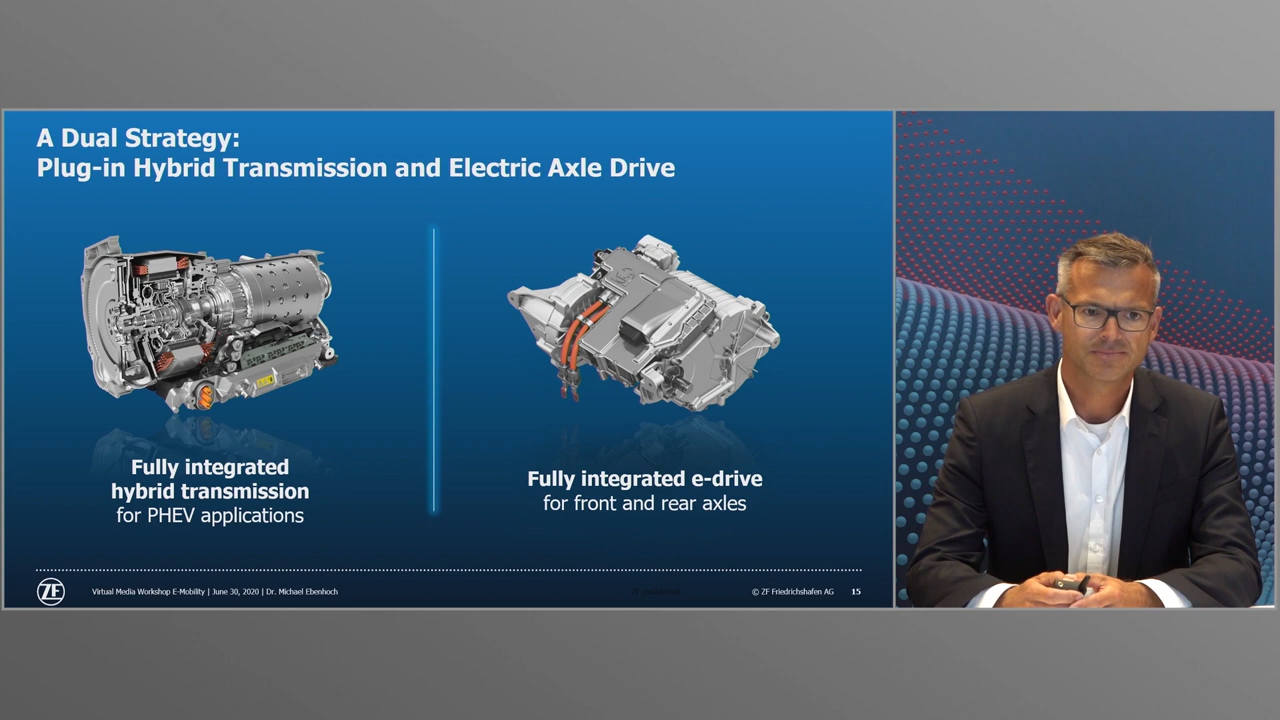 A Dual Strategy:
Plug-in Hybrid Transmission and Electric Axle Drive
Fully integrated
hybrid transmission
for PHEV applications
Fully integrated e-drive
for front and rear axles
ZF
Virtual Media Workshop E-Mobility | June 30, 2020 | Dr. Michael Ebenhoch
© ZF Friedrichshafen AG
15